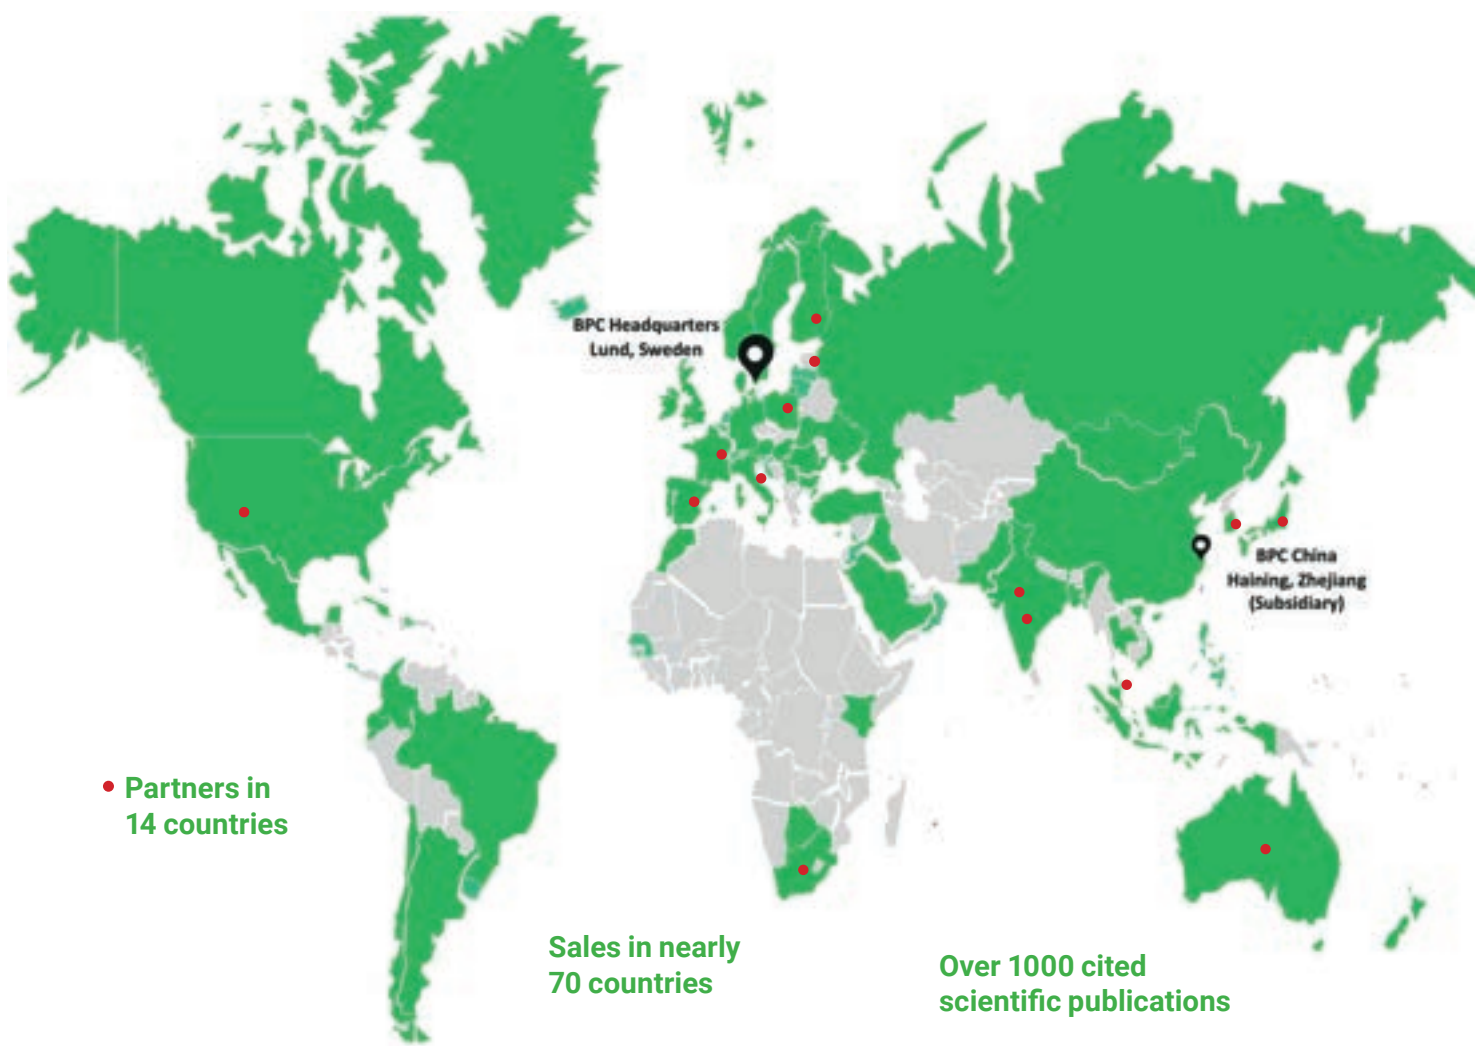 BPC Headquarters
Lund, Sweden
BPC China
Haining, Zhejiang
(Subsidiary)
Partners in
14 countries
Sales in nearly
70 countries
Over 1000 cited
scientific publications